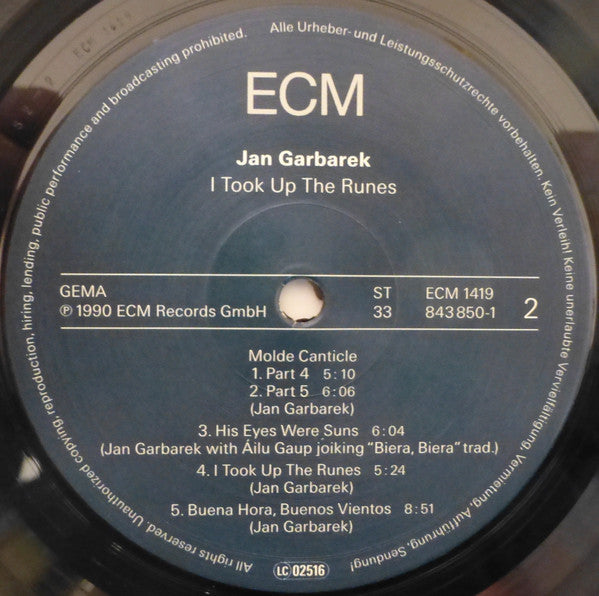 ECM
Jan Garbarek
I Took Up The Runes
GEMA
ST
ECM 1419
℗ 1990 ECM Records GmbH
33
843 850-1
2
Molde Canticle
1. Part 4 5:10
2. Part 5 6:06
(Jan Garbarek)
3. His Eyes Were Suns 6:04
(Jan Garbarek with Áilu Gaup joiking "Biera, Biera" trad.)
4. I Took Up The Runes 5:24
(Jan Garbarek)
5. Buena Hora, Buenos Vientos 8:51
(Jan Garbarek)
LC 02516
All rights reserved. Unauthorized copying, reproduction, hiring, lending, public performance and broadcasting prohibited.
Alle Urheber- und Leistungsschutzrechte vorbehalten. Kein Verleih! Keine unerlaubte Vervielfältigung, Vermietung, Aufführung, Sendung!